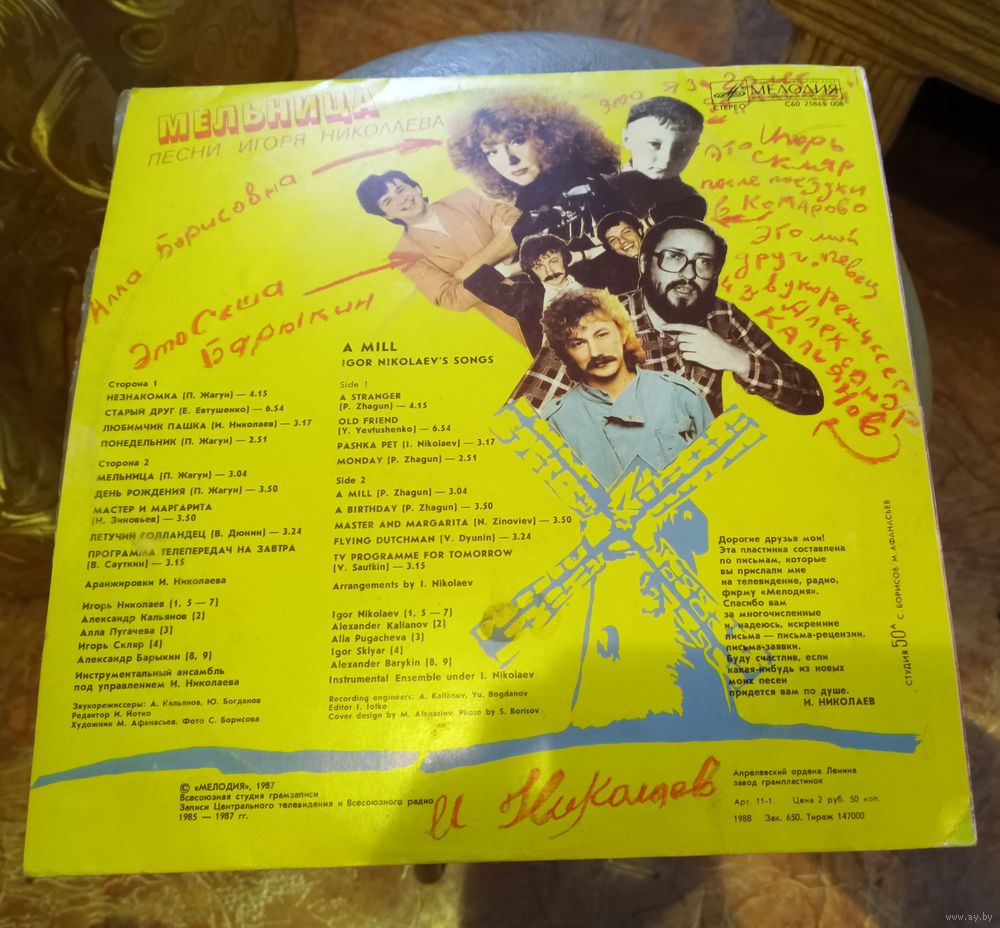 МЕЛЬНИЦА
ПЕСНИ ИГОРЯ НИКОЛАЕВА
Алла Борисовна
Это Саша
Барыкин
это я
МЕЛОДИЯ
СТЕРЕО
С60 25869 008
Это Игорь
Скляр
после поездки
в Комарово
Это мой
друг, певец
и звукорежиссер
Александр
Кальянов
A MILL
IGOR NIKOLAEV'S SONGS
Сторона 1
НЕЗНАКОМКА (П. Жагун) — 4.15
СТАРЫЙ ДРУГ (Е. Евтушенко) — 6.54
ЛЮБИМЧИК ПАШКА (И. Николаев) — 3.17
ПОНЕДЕЛЬНИК (П. Жагун) — 2.51
Сторона 2
МЕЛЬНИЦА (П. Жагун) — 3.04
ДЕНЬ РОЖДЕНИЯ (П. Жагун) — 3.50
МАСТЕР И МАРГАРИТА
(Н. Зиновьев) — 3.50
ЛЕТУЧИЙ ГОЛЛАНДЕЦ (В. Дюнин) — 3.24
ПРОГРАММА ТЕЛЕПЕРЕДАЧ НА ЗАВТРА
(В. Сауткин) — 3.15
Аранжировки И. Николаева
Игорь Николаев (1, 5 — 7)
Александр Кальянов (2)
Алла Пугачева (3)
Игорь Скляр (4)
Александр Барыкин (8, 9)
Инструментальный ансамбль
под управлением И. Николаева
Звукорежиссеры: А. Кальянов, Ю. Богданов
Редактор И. Йотко
Художник М. Афанасьев. Фото С. Борисова
Side 1
A STRANGER
(P. Zhagun) — 4.15
OLD FRIEND
(Y. Yevtushenko) — 6.54
PASHKA PET (I. Nikolaev) — 3.17
MONDAY (P. Zhagun) — 2.51
Side 2
A MILL (P. Zhagun) — 3.04
A BIRTHDAY (P. Zhagun) — 3.50
MASTER AND MARGARITA (N. Zinoviev) — 3.50
FLYING DUTCHMAN (V. Dyunin) — 3.24
TV PROGRAMME FOR TOMORROW
(V. Sautkin) — 3.15
Arrangements by I. Nikolaev
Igor Nikolaev (1, 5 — 7)
Alexander Kalianov (2)
Alla Pugacheva (3)
Igor Sklyar (4)
Alexander Barykin (8, 9)
Instrumental Ensemble under I. Nikolaev
Recording engineers: A. Kalianov, Yu. Bogdanov
Editor I. Iotko
Cover design by M. Afanasiev. Photo by S. Borisov
Дорогие друзья мои!
Эта пластинка составлена
по письмам, которые
вы прислали мне
на телевидение, радио,
фирму «Мелодия».
Спасибо вам
за многочисленные
и, надеюсь, искренние
письма — письма-рецензии,
письма-заявки.
Буду счастлив, если
какая-нибудь из новых
моих песен
придется вам по душе.
И. НИКОЛАЕВ
СТУДИЯ 50А С. БОРИСОВ М. АФАНАСЬЕВ
© «МЕЛОДИЯ», 1987
Всесоюзная студия грамзаписи
Записи Центрального телевидения и Всесоюзного радио
1985 — 1987 гг.
И Николаев
Апрелевский ордена Ленина
завод грампластинок
Арт. 11-1. Цена 2 руб. 50 коп.
1988 Зак. 650. Тираж 147000
www.ay.by